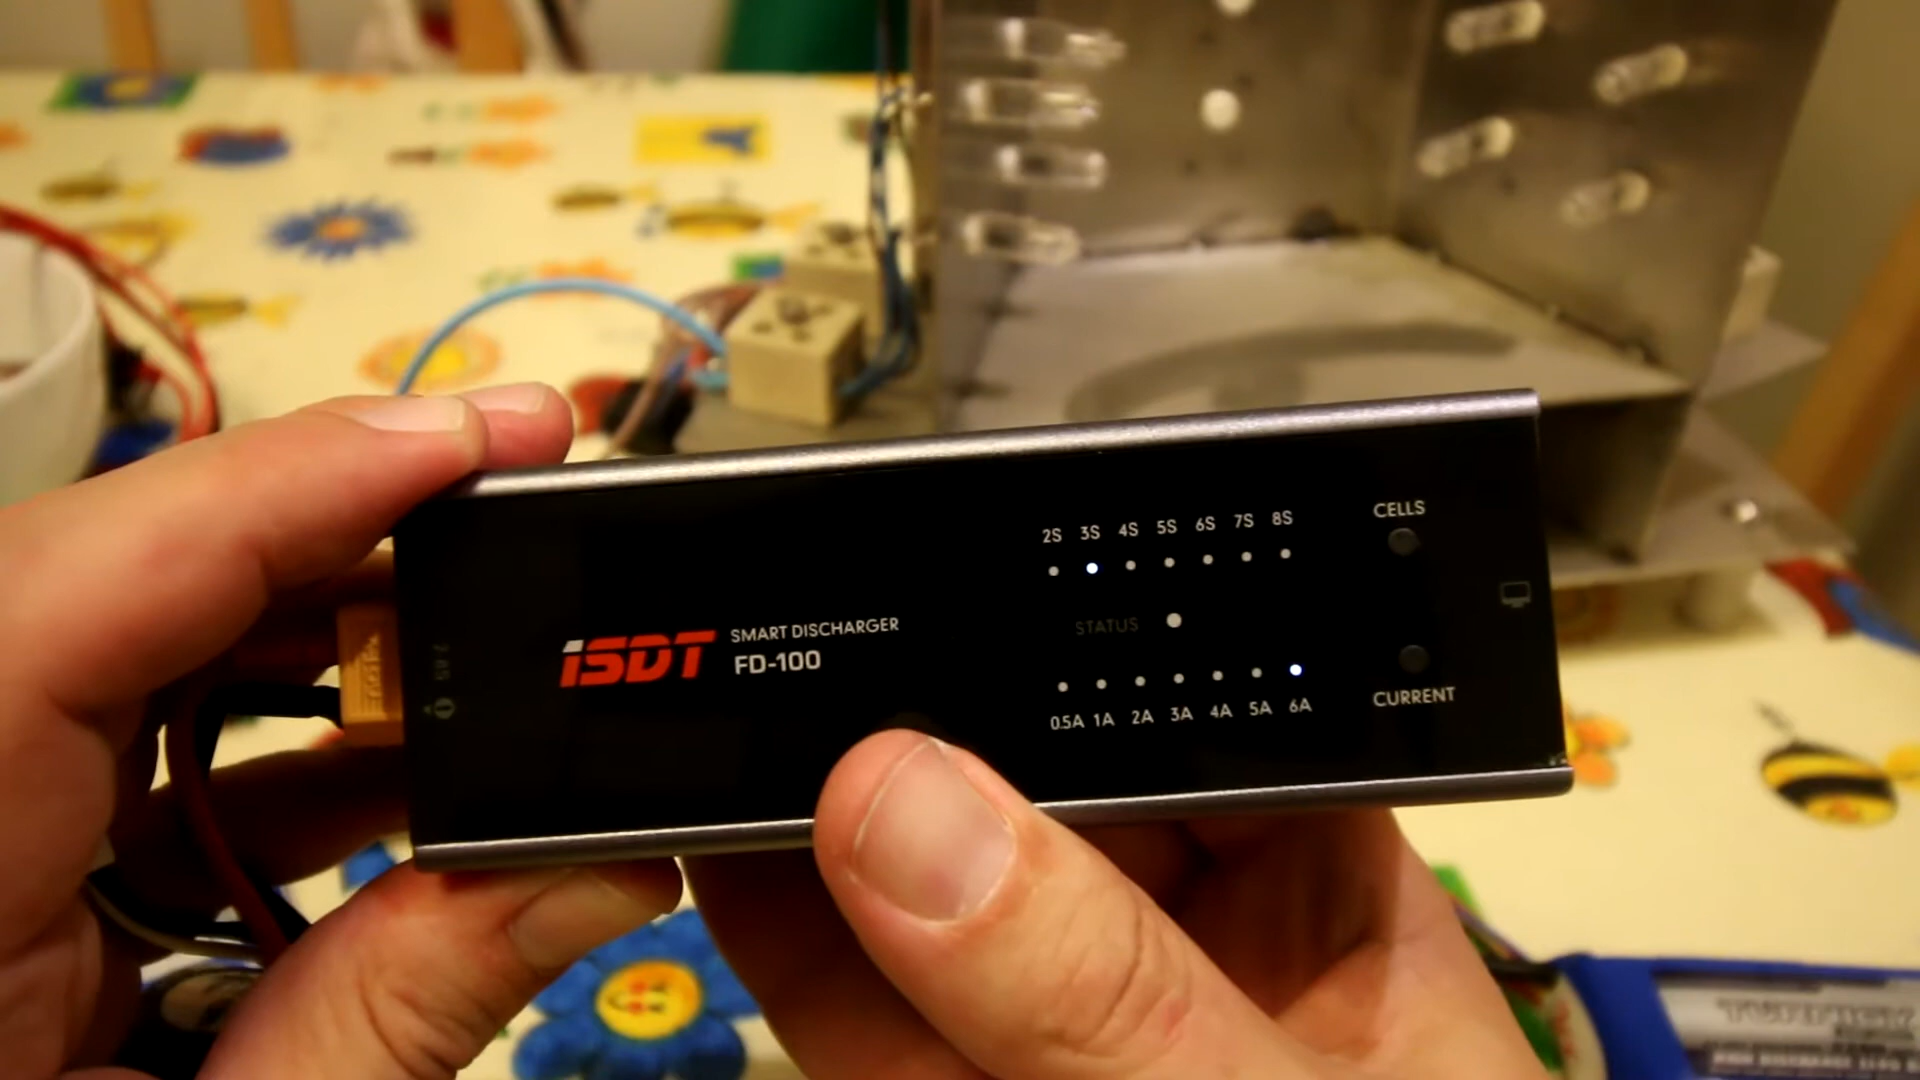 2S 3S 4S 5S 6S 7S 8S
CELLS
STATUS
iSDT
SMART DISCHARGER
FD-100
0.5A 1A 2A 3A 4A 5A 6A
CURRENT